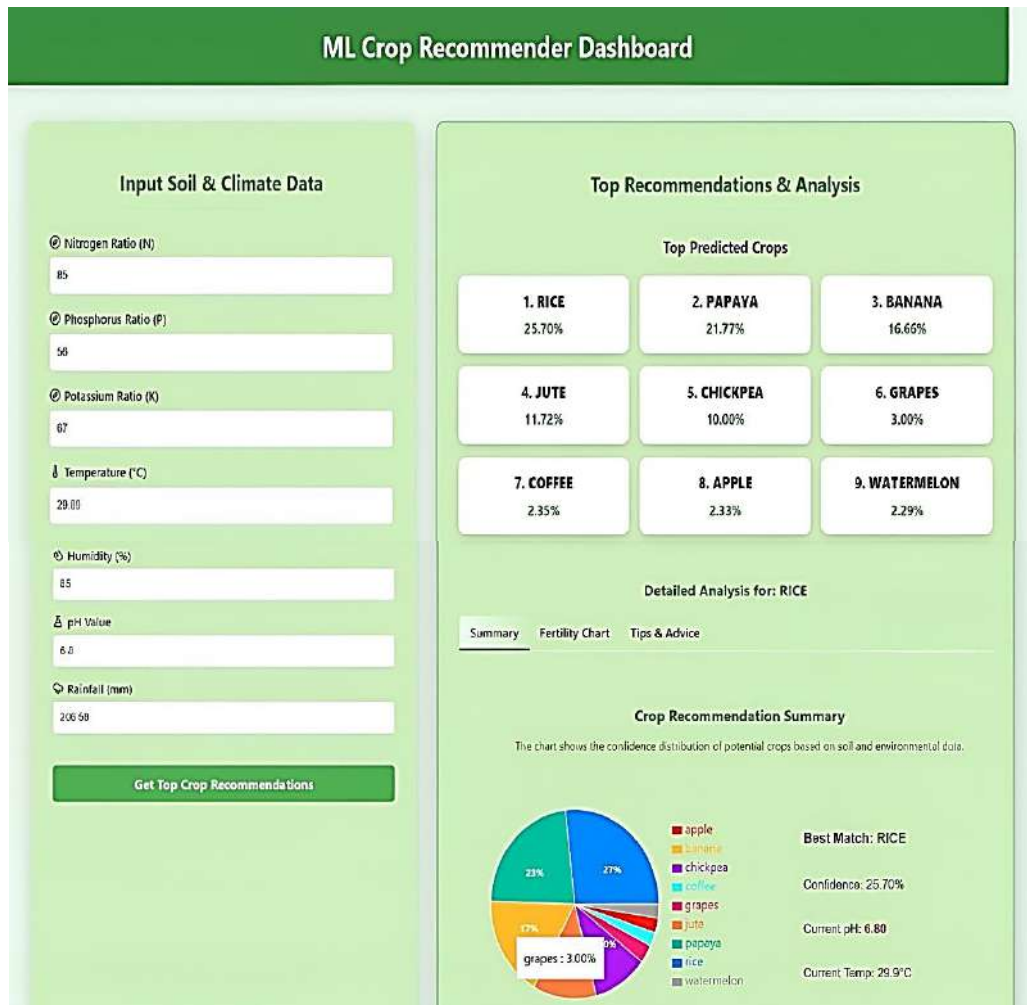 ML Crop Recommender Dashboard
Input Soil & Climate Data
Nitrogen Ratio (N)
85
Phosphorus Ratio (P)
56
Potassium Ratio (K)
67
Temperature (°C)
Humidity (%)
85
pH Value
6.8
Rainfall (mm)
206.58
Get Top Crop Recommendations
Top Recommendations & Analysis
Top Predicted Crops
1. RICE
25.70%
2. PAPAYA
21.77%
3. BANANA
16.66%
4. JUTE
11.72%
5. CHICKPEA
10.00%
6. GRAPES
3.00%
7. COFFEE
2.35%
8. APPLE
2.33%
9. WATERMELON
2.29%
Detailed Analysis for: RICE
Summary Fertility Chart Tips & Advice
Crop Recommendation Summary
The chart shows the confidence distribution of potential crops based on soil and environmental data.
23%
27%
17%
0%
grapes : 3.00%
apple
banana
chickpea
coffee
grapes
jute
papaya
rice
watermelon
Best Match: RICE
Confidence: 25.70%
Current pH: 6.80
Current Temp: 29.9°C